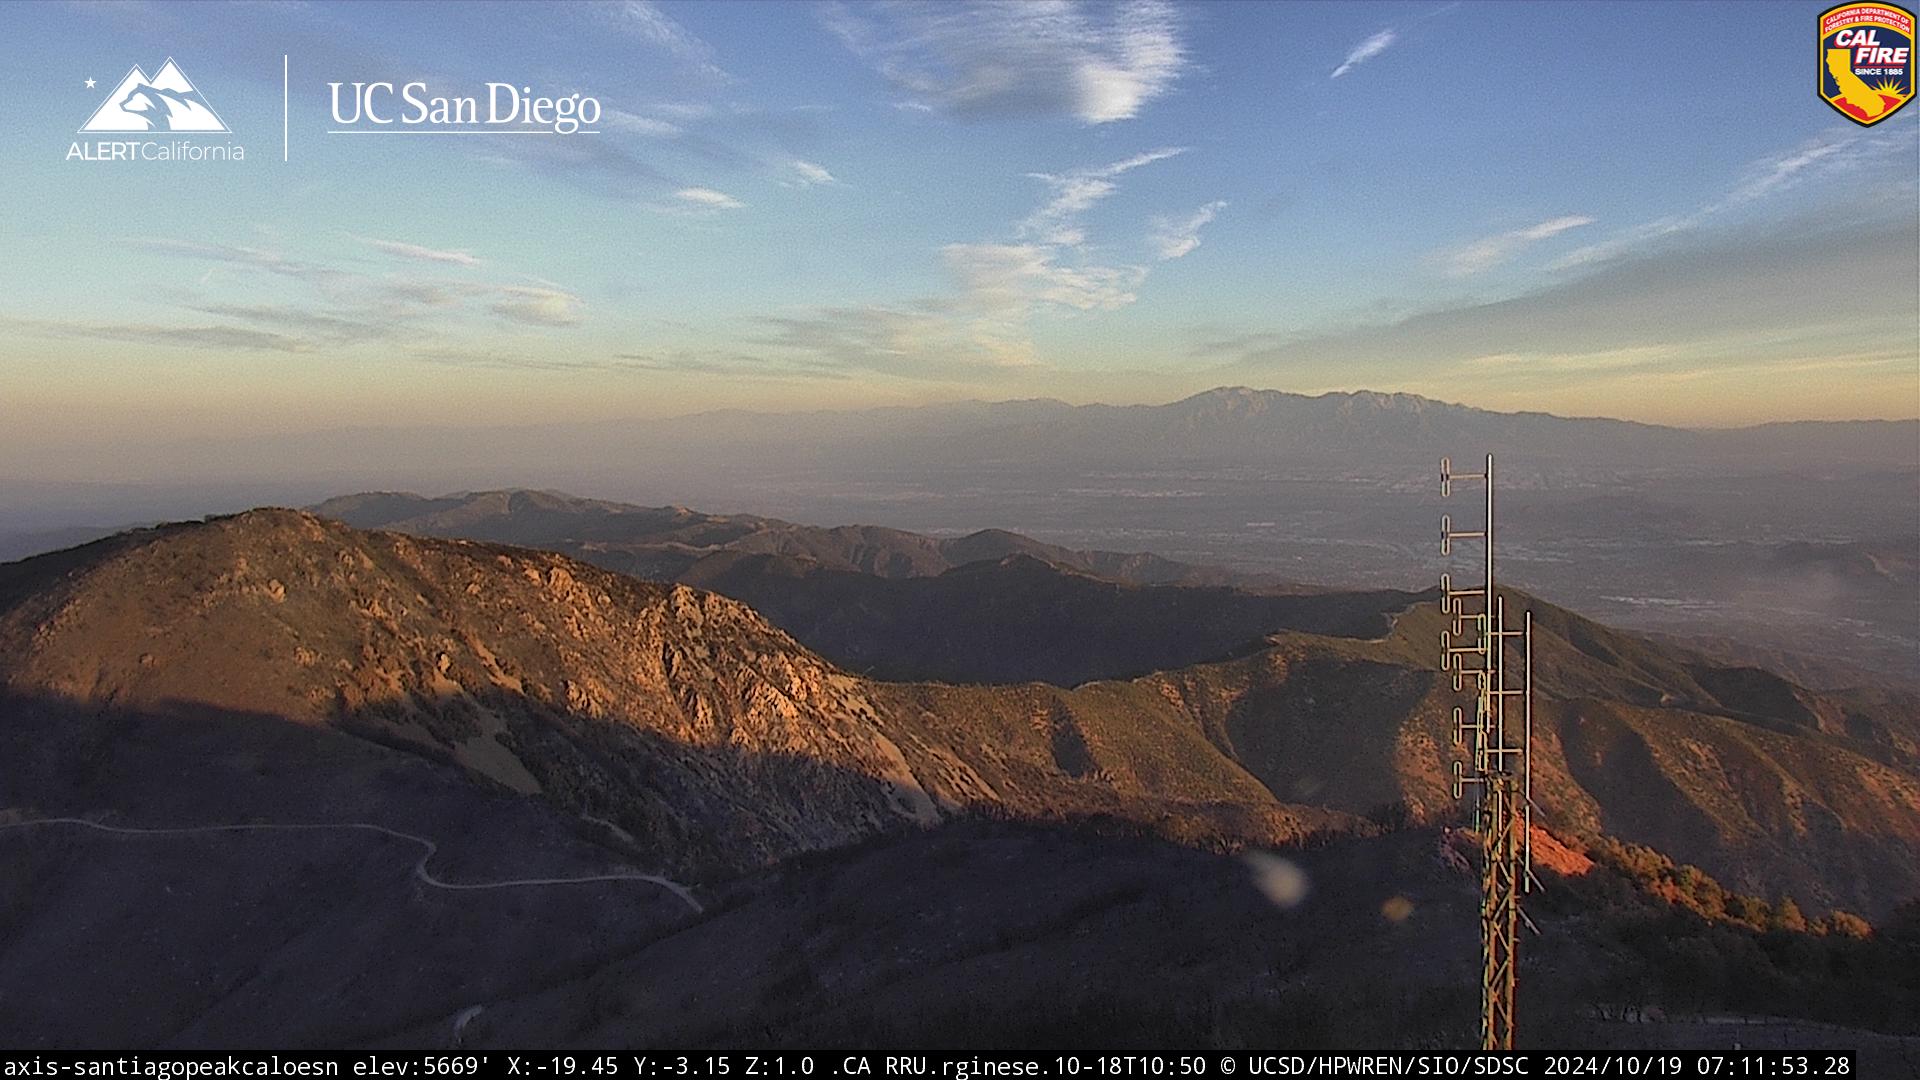 ALERTCalifornia
UC San Diego
CALIFORNIA DEPARTMENT OF
FORESTRY & FIRE PROTECTION
CAL
FIRE
SINCE 1885
axis-santiagopeakcaloesn elev:5669' X:-19.45 Y:-3.15 Z:1.0 .CA RRU.rginese.10-18T10:50 © UCSD/HPWREN/SIO/SDSC 2024/10/19 07:11:53.28